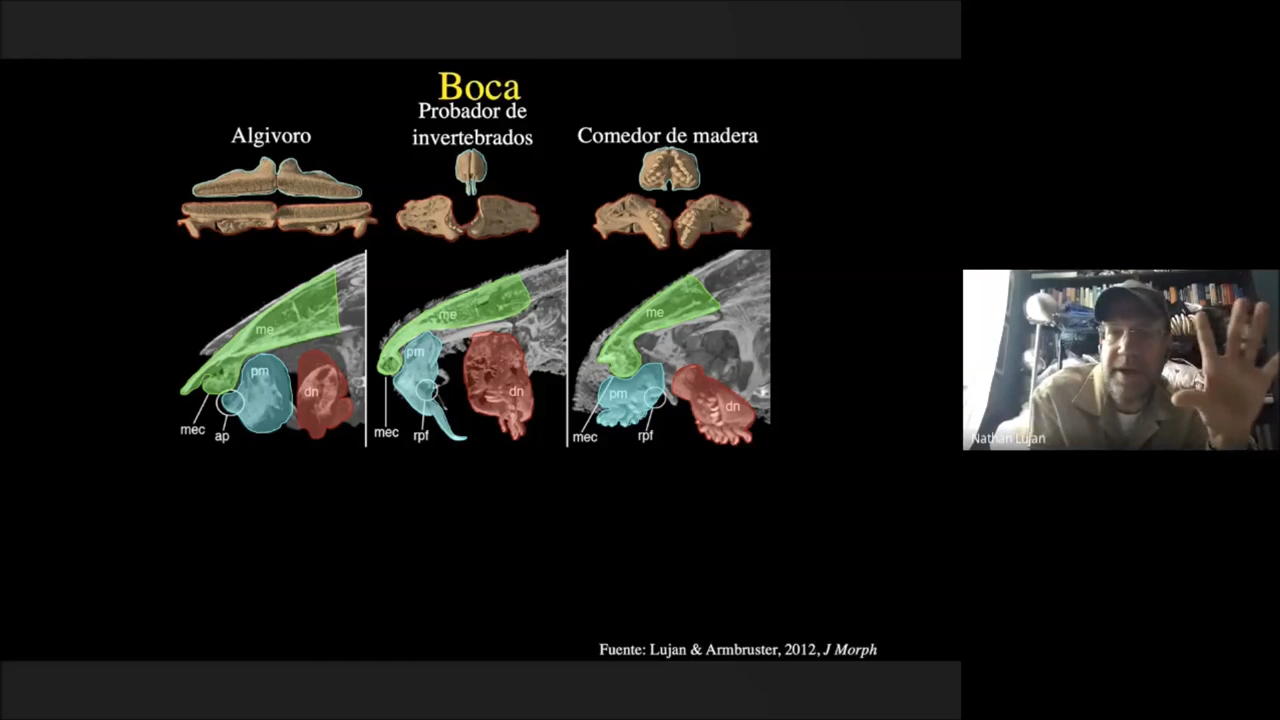 Boca
Algivoro
Probador de
invertebrados
Comedor de madera
me
pm
dn
mec
ap
me
pm
dn
mec
rpf
me
pm
dn
mec
rpf
Nathan Lujan
Fuente: Lujan & Armbruster, 2012, J Morph